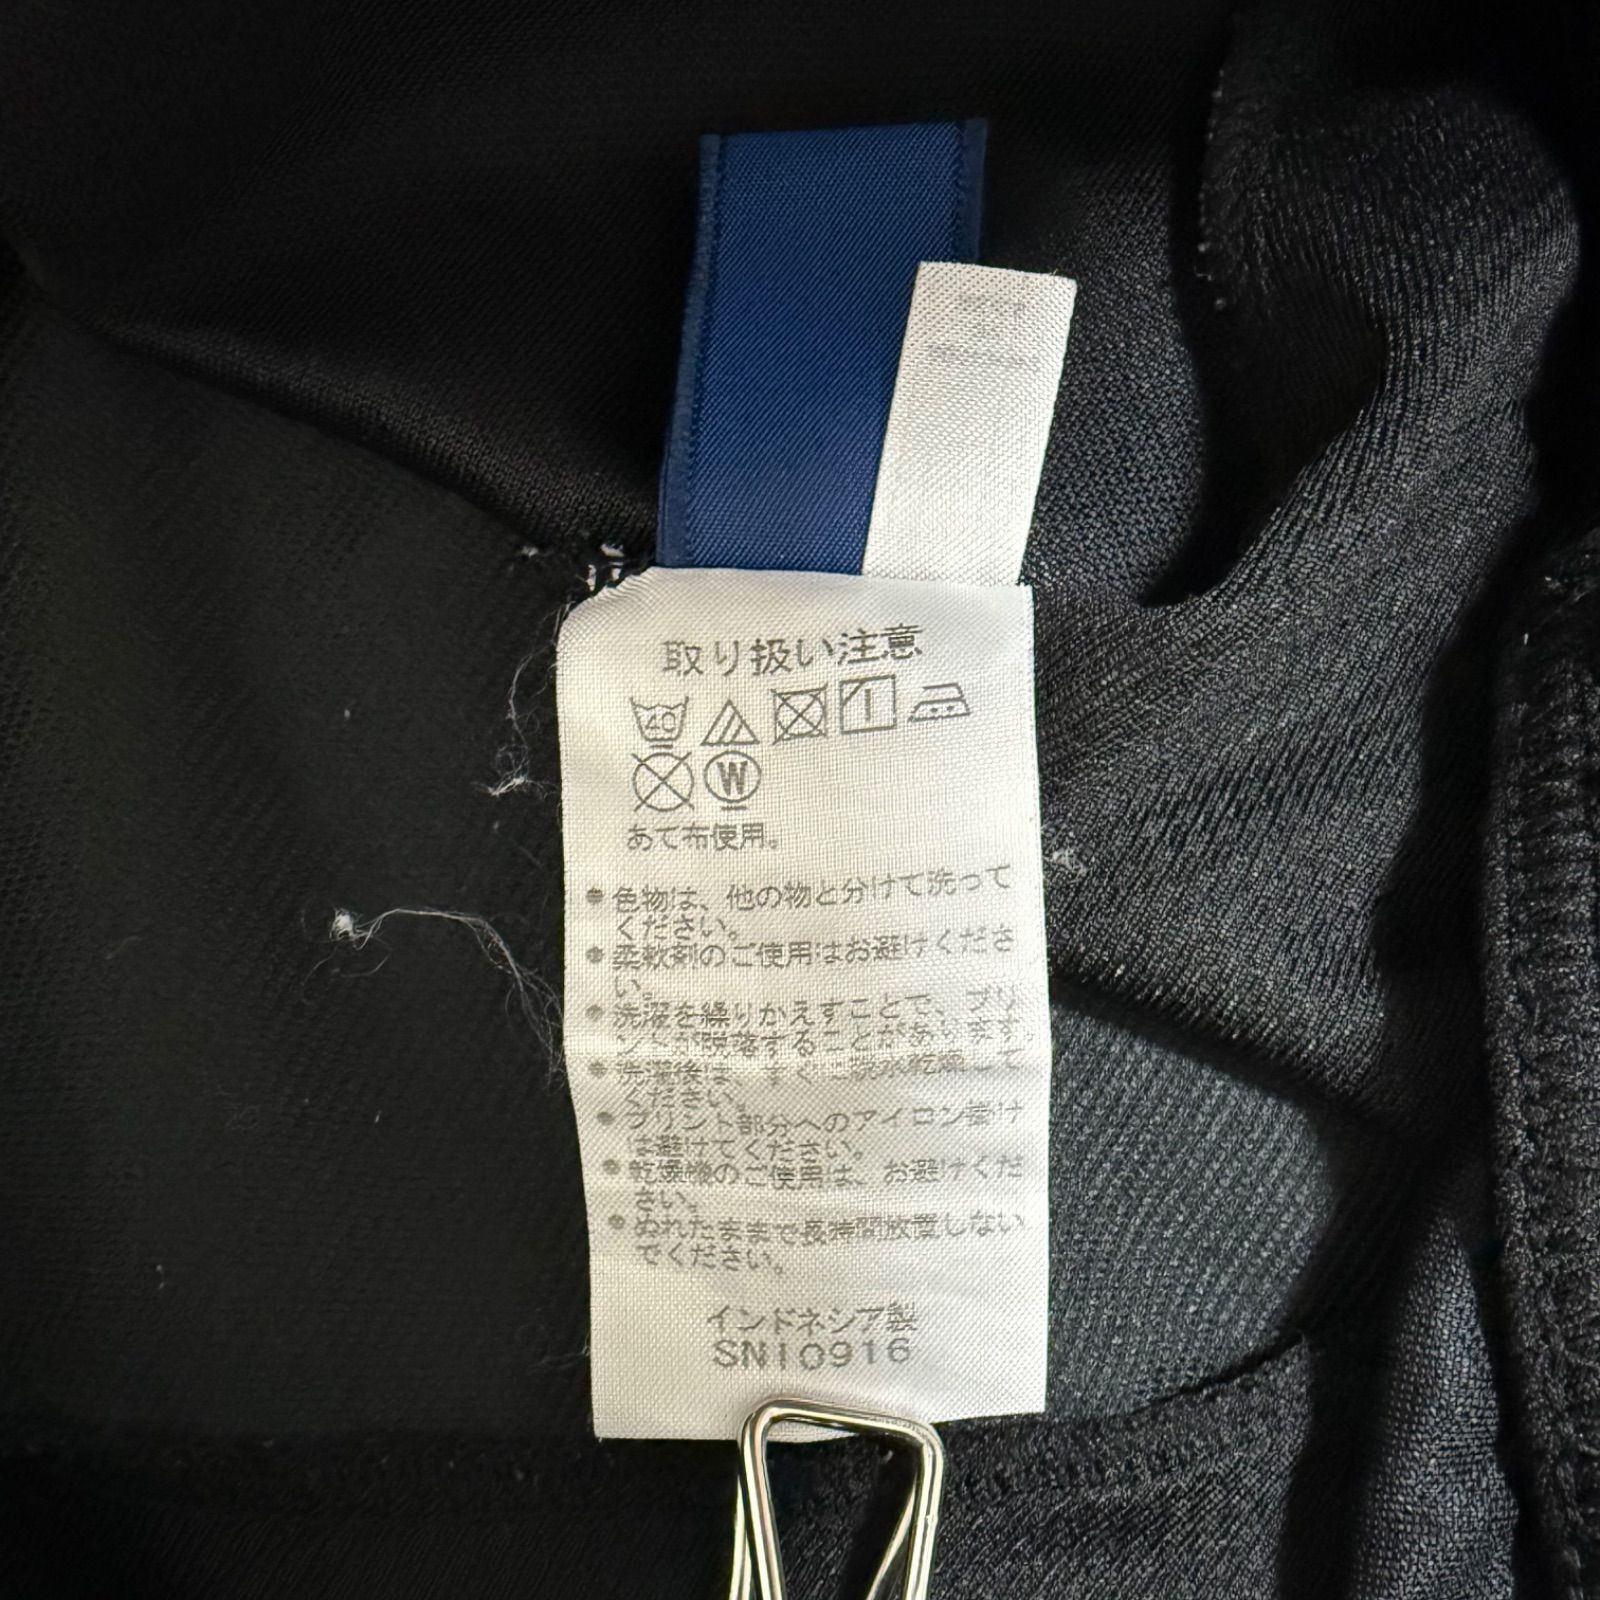 取り扱い注意
40
W
あて布使用。
●色物は、他の物と分けて洗って
ください。
●柔軟剤のご使用はお避けくださ
い。
●洗濯を繰りかえすことで、プリ
ントが脱落することがあります。
●洗濯後は、すぐに脱水乾燥して
ください。
●プリント部分へのアイロン掛け
は避けてください。
●乾燥機のご使用は、お避けくだ
さい。
●ぬれたままで長時間放置しない
でください。
インドネシア製
SNI0916